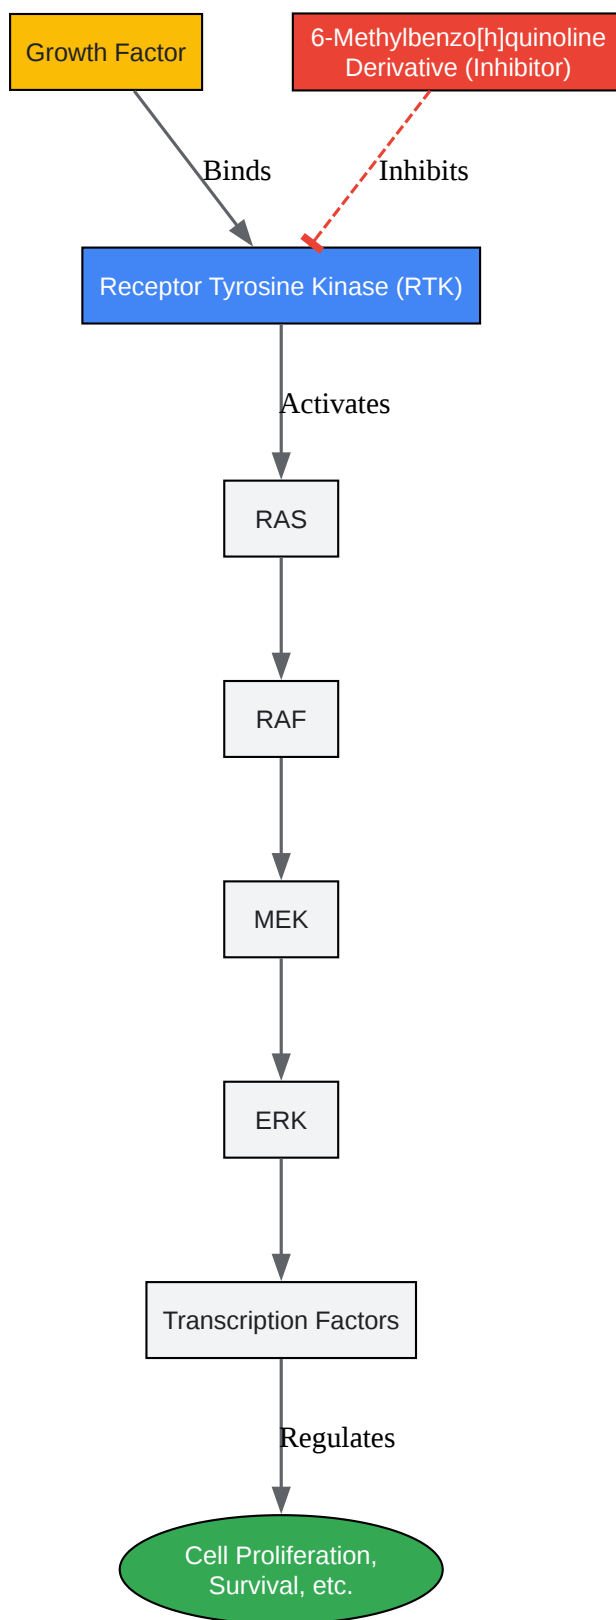 Growth Factor
6-Methylbenzo[h]quinoline
Derivative (Inhibitor)
Binds
Inhibits
Receptor Tyrosine Kinase (RTK)
Activates
RAS
RAF
MEK
ERK
Transcription Factors
Regulates
Cell Proliferation,
Survival, etc.